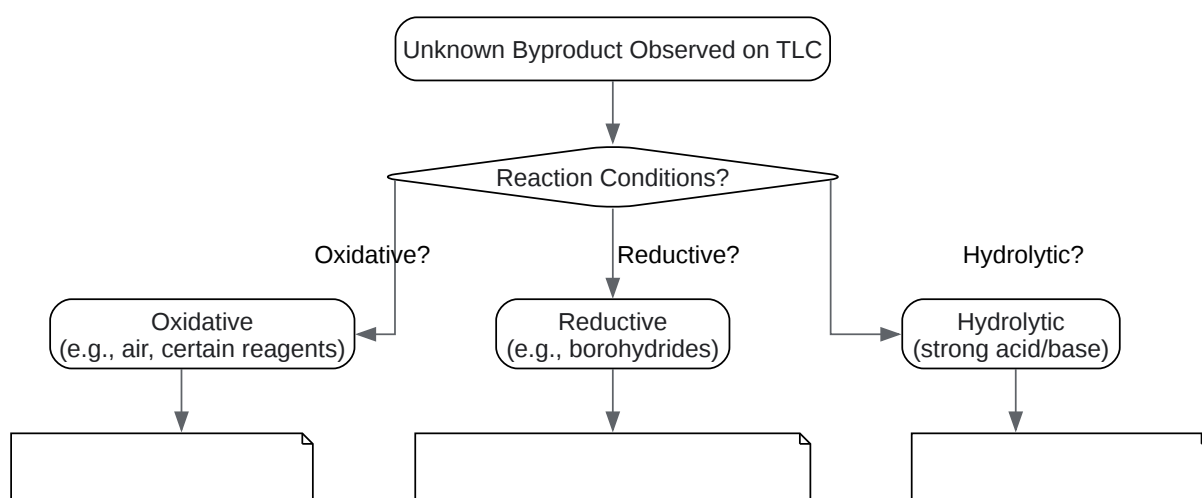 Unknown Byproduct Observed on TLC
Reaction Conditions?
Oxidative?
Reductive?
Hydrolytic?
Oxidative
(e.g., air, certain reagents)
Reductive
(e.g., borohydrides)
Hydrolytic
(strong acid/base)